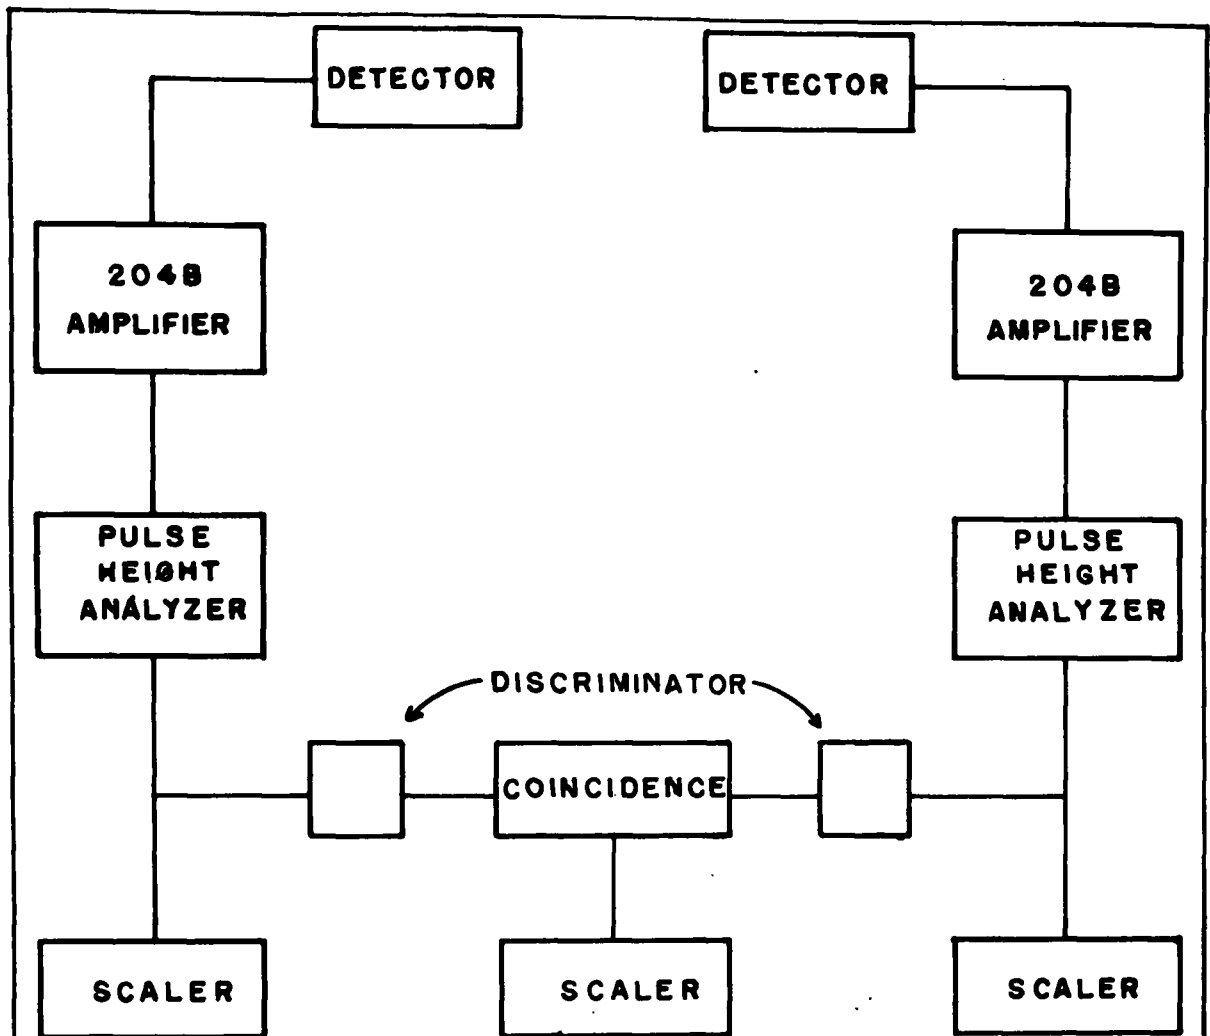 DETECTOR
DETECTOR
204B
AMPLIFIER
204B
AMPLIFIER
PULSE
HEIGHT
ANALYZER
PULSE
HEIGHT
ANALYZER
DISCRIMINATOR
COINCIDENCE
SCALER
SCALER
SCALER